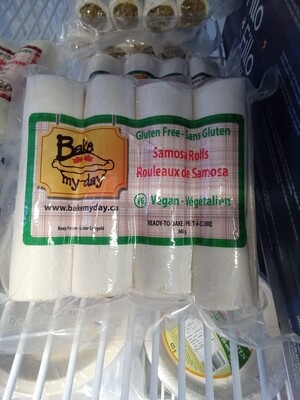 Bake
my-day
www.bakemyday.ca
Gluten Free - Sans Gluten
Samosa Rolls
Rouleaux de Samosa
Vegan - Végétalien
READY-TO-BAKE / PRÊT-À-CUIRE
Fillo